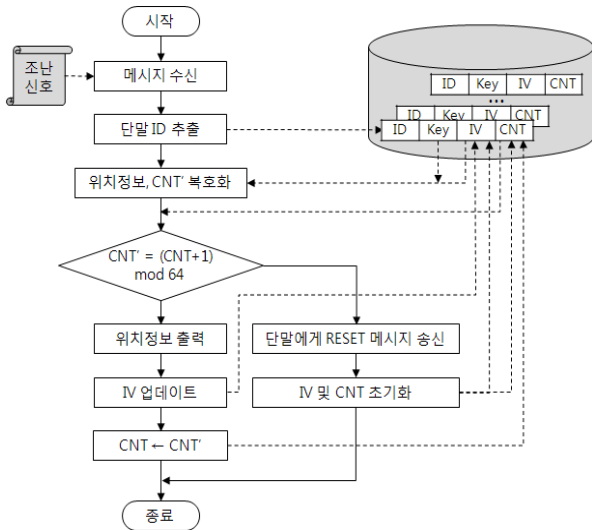 시작
조난
신호
메시지 수신
단말 ID 추출
위치정보, CNT' 복호화
CNT' = (CNT+1)
mod 64
위치정보 출력
단말에게 RESET 메시지 송신
IV 업데이트
IV 및 CNT 초기화
CNT ← CNT'
종료
ID Key IV CNT
...
ID Key IV CNT
ID Key IV CNT